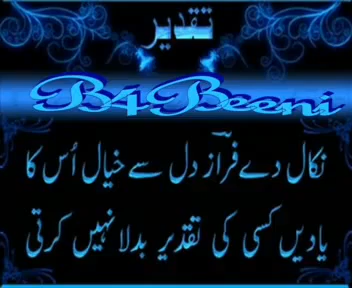 تقدیر
B4Beeni
نکال دے فراز دل سے خیال اُس کا
یادیں کسی کی تقدیر بدلا نہیں کرتی